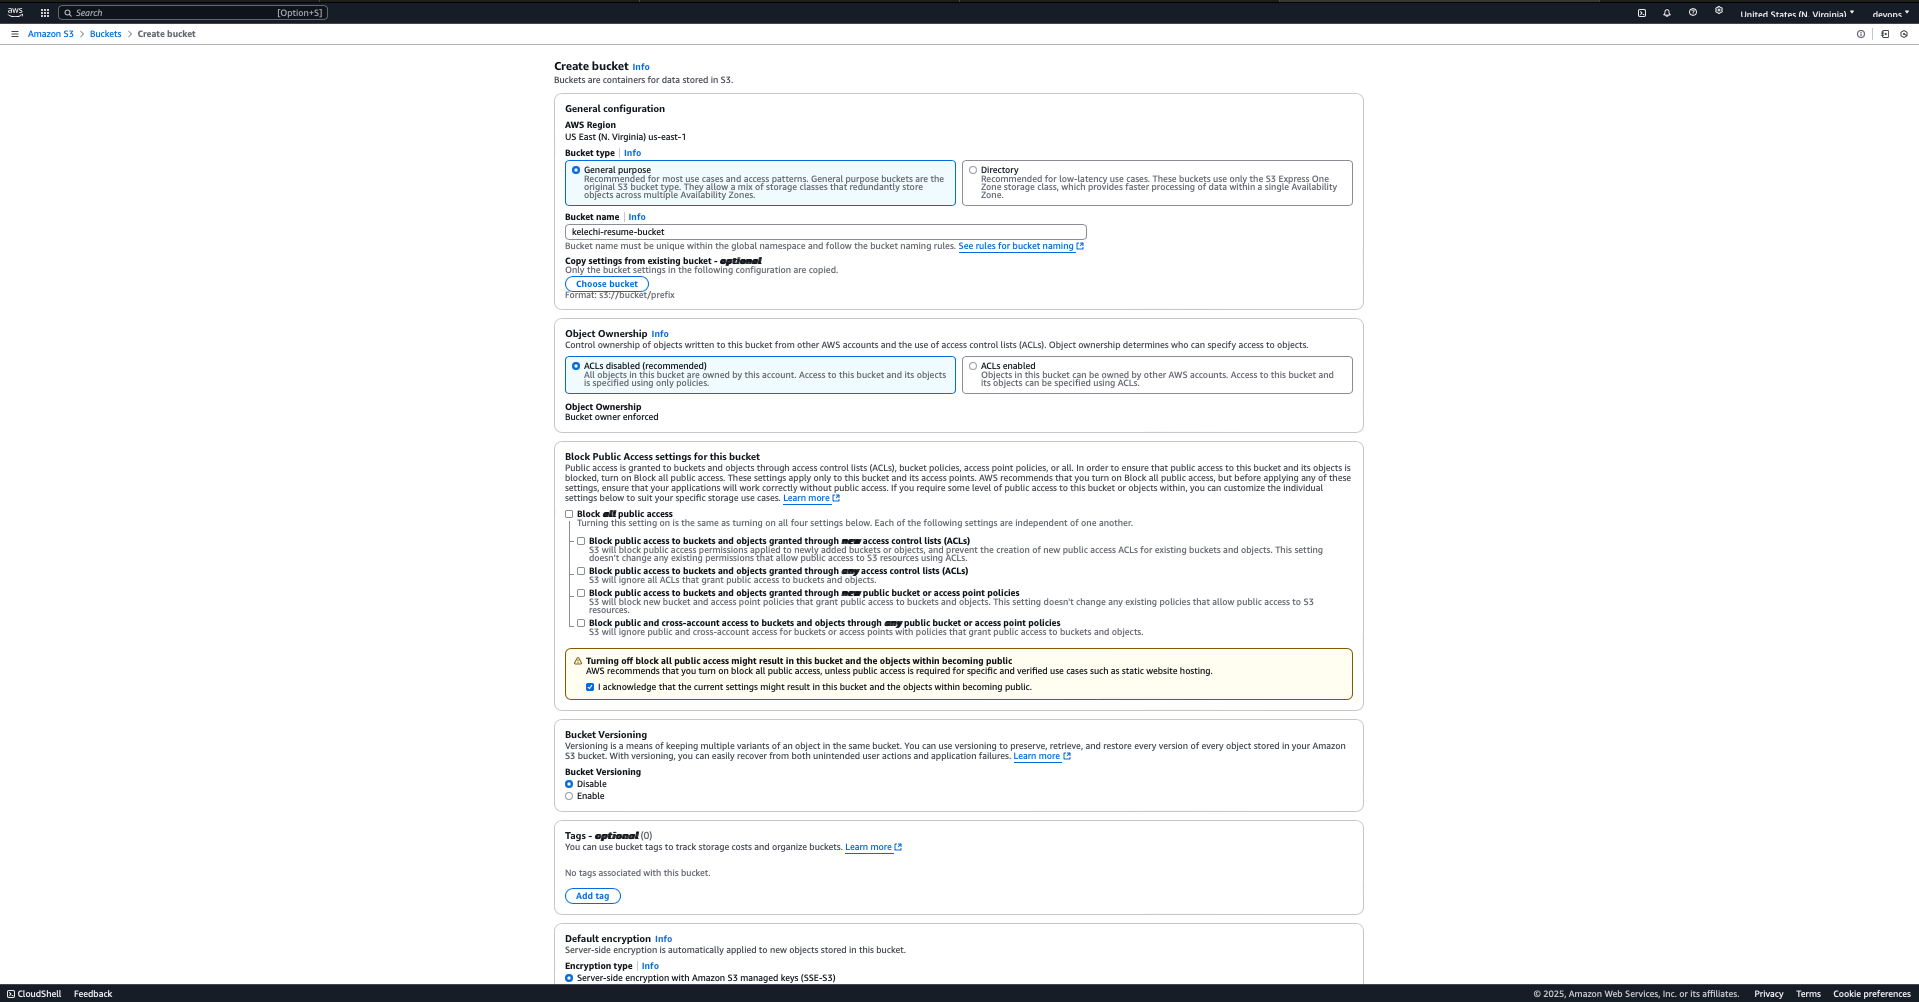 aws Search [Option+S] United States (N. Virginia) devops
Amazon S3 > Buckets > Create bucket
Create bucket Info
Buckets are containers for data stored in S3.
General configuration
AWS Region
US East (N. Virginia) us-east-1
Bucket type Info
General purpose
Recommended for most use cases and access patterns. General purpose buckets are the
original S3 bucket type. They allow a mix of storage classes that redundantly store
objects across multiple Availability Zones.
Directory
Recommended for low-latency use cases. These buckets use only the S3 Express One
Zone storage class, which provides faster processing of data within a single Availability
Zone.
Bucket name Info
kelechi-resume-bucket
Bucket name must be unique within the global namespace and follow the bucket naming rules. See rules for bucket naming
Copy settings from existing bucket - optional
Only the bucket settings in the following configuration are copied.
Choose bucket
Format: s3://bucket/prefix
Object Ownership Info
Control ownership of objects written to this bucket from other AWS accounts and the use of access control lists (ACLs). Object ownership determines who can specify access to objects.
ACLs disabled (recommended)
All objects in this bucket are owned by this account. Access to this bucket and its objects
is specified using only policies.
ACLs enabled
Objects in this bucket can be owned by other AWS accounts. Access to this bucket and
its objects can be specified using ACLs.
Object Ownership
Bucket owner enforced
Block Public Access settings for this bucket
Public access is granted to buckets and objects through access control lists (ACLs), bucket policies, access point policies, or all. In order to ensure that public access to this bucket and its objects is
blocked, turn on Block all public access. These settings apply only to this bucket and its access points. AWS recommends that you turn on Block all public access, but before applying any of these
settings, ensure that your applications will work correctly without public access. If you require some level of public access to this bucket or objects within, you can customize the individual
settings below to suit your specific storage use cases. Learn more
Block all public access
Turning this setting on is the same as turning on all four settings below. Each of the following settings are independent of one another.
Block public access to buckets and objects granted through new access control lists (ACLs)
S3 will block public access permissions applied to newly added buckets or objects, and prevent the creation of new public access ACLs for existing buckets and objects. This setting
doesn't change any existing permissions that allow public access to S3 resources using ACLs.
Block public access to buckets and objects granted through any access control lists (ACLs)
S3 will ignore all ACLs that grant public access to buckets and objects.
Block public access to buckets and objects granted through new public bucket or access point policies
S3 will block new bucket and access point policies that grant public access to buckets and objects. This setting doesn't change any existing policies that allow public access to S3
resources.
Block public and cross-account access to buckets and objects through any public bucket or access point policies
S3 will ignore public and cross-account access for buckets or access points with policies that grant public access to buckets and objects.
Turning off block all public access might result in this bucket and the objects within becoming public
AWS recommends that you turn on block all public access, unless public access is required for specific and verified use cases such as static website hosting.
I acknowledge that the current settings might result in this bucket and the objects within becoming public.
Bucket Versioning
Versioning is a means of keeping multiple variants of an object in the same bucket. You can use versioning to preserve, retrieve, and restore every version of every object stored in your Amazon
S3 bucket. With versioning, you can easily recover from both unintended user actions and application failures. Learn more
Bucket Versioning
Disable
Enable
Tags - optional (0)
You can use bucket tags to track storage costs and organize buckets. Learn more
No tags associated with this bucket.
Add tag
Default encryption Info
Server-side encryption is automatically applied to new objects stored in this bucket.
Encryption type Info
Server-side encryption with Amazon S3 managed keys (SSE-S3)
CloudShell Feedback © 2025, Amazon Web Services, Inc. or its affiliates. Privacy Terms Cookie preferences